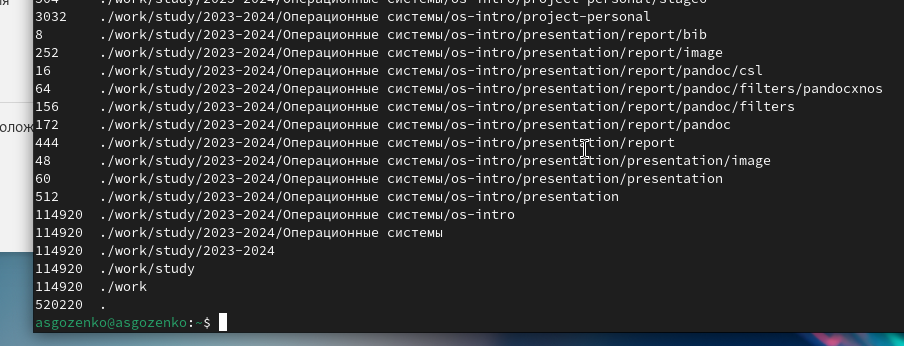 ./work/study/2023-2024/Операционные системы/os-intro/project-personal/stage6
3032 ./work/study/2023-2024/Операционные системы/os-intro/project-personal
8 ./work/study/2023-2024/Операционные системы/os-intro/presentation/report/bib
252 ./work/study/2023-2024/Операционные системы/os-intro/presentation/report/image
16 ./work/study/2023-2024/Операционные системы/os-intro/presentation/report/pandoc/csl
64 ./work/study/2023-2024/Операционные системы/os-intro/presentation/report/pandoc/filters/pandocxnos
156 ./work/study/2023-2024/Операционные системы/os-intro/presentation/report/pandoc/filters
172 ./work/study/2023-2024/Операционные системы/os-intro/presentation/report/pandoc
444 ./work/study/2023-2024/Операционные системы/os-intro/presentation/report
48 ./work/study/2023-2024/Операционные системы/os-intro/presentation/presentation/image
60 ./work/study/2023-2024/Операционные системы/os-intro/presentation/presentation
512 ./work/study/2023-2024/Операционные системы/os-intro/presentation
114920 ./work/study/2023-2024/Операционные системы/os-intro
114920 ./work/study/2023-2024/Операционные системы
114920 ./work/study/2023-2024
114920 ./work/study
114920 ./work
520220 .
asgozenko@asgozenko:~$